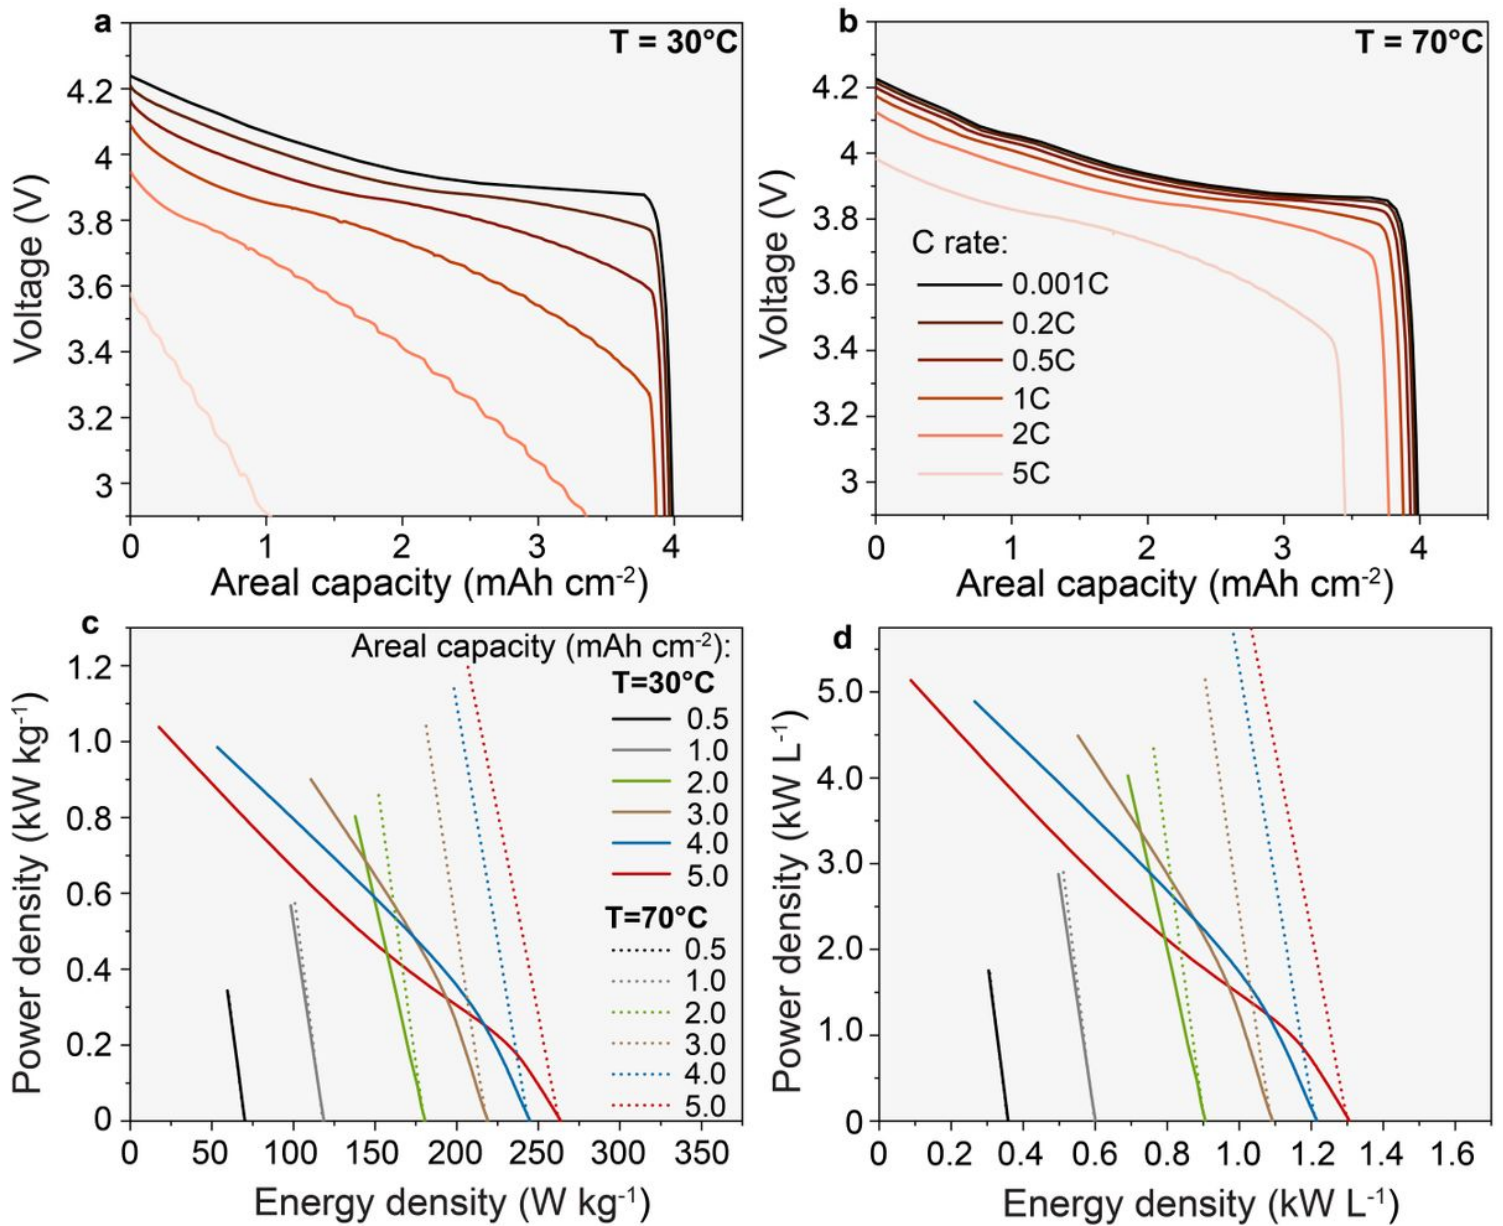 a
T = 30°C
4.2
4
3.8
3.6
3.4
3.2
3
Voltage (V)
0 1 2 3 4
Areal capacity (mAh cm-2)
b
T = 70°C
4.2
4
3.8
3.6
3.4
3.2
3
Voltage (V)
C rate:
0.001C
0.2C
0.5C
1C
2C
5C
0 1 2 3 4
Areal capacity (mAh cm-2)
c
Areal capacity (mAh cm-2):
T=30°C
0.5
1.0
2.0
3.0
4.0
5.0
T=70°C
0.5
1.0
2.0
3.0
4.0
5.0
1.2
1.0
0.8
0.6
0.4
0.2
0
Power density (kW kg-1)
0 50 100 150 200 250 300 350
Energy density (W kg-1)
d
5.0
4.0
3.0
2.0
1.0
0
Power density (kW L-1)
0 0.2 0.4 0.6 0.8 1.0 1.2 1.4 1.6
Energy density (kW L-1)